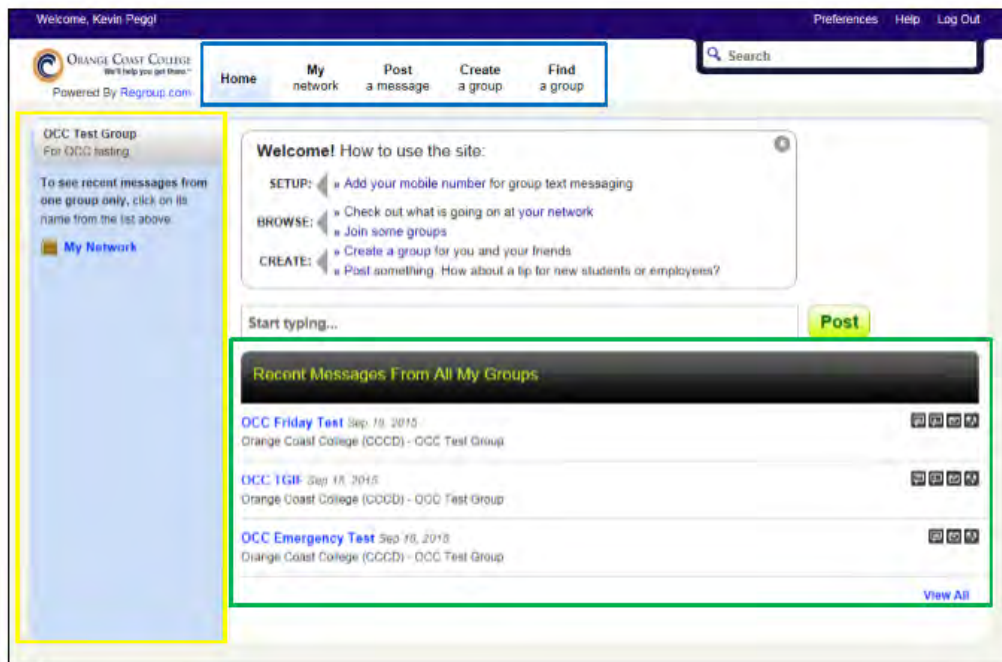 Welcome, Kevin Pegg!
Preferences Help Log Out
ORANGE COAST COLLEGE
We'll help you get there.™
Powered By Regroup.com
Home
My network
Post a message
Create a group
Find a group
Search
OCC Test Group
For OCC testing
To see recent messages from
one group only, click on its
name from the list above.
My Network
Welcome! How to use the site:
SETUP: » Add your mobile number for group text messaging
BROWSE: » Check out what is going on at your network
» Join some groups
CREATE: » Create a group for you and your friends
» Post something. How about a tip for new students or employees?
Start typing...
Post
Recent Messages From All My Groups
OCC Friday Test Sep 18, 2015
Orange Coast College (CCCD) - OCC Test Group
OCC TGIF Sep 18, 2015
Orange Coast College (CCCD) - OCC Test Group
OCC Emergency Test Sep 18, 2015
Orange Coast College (CCCD) - OCC Test Group
View All